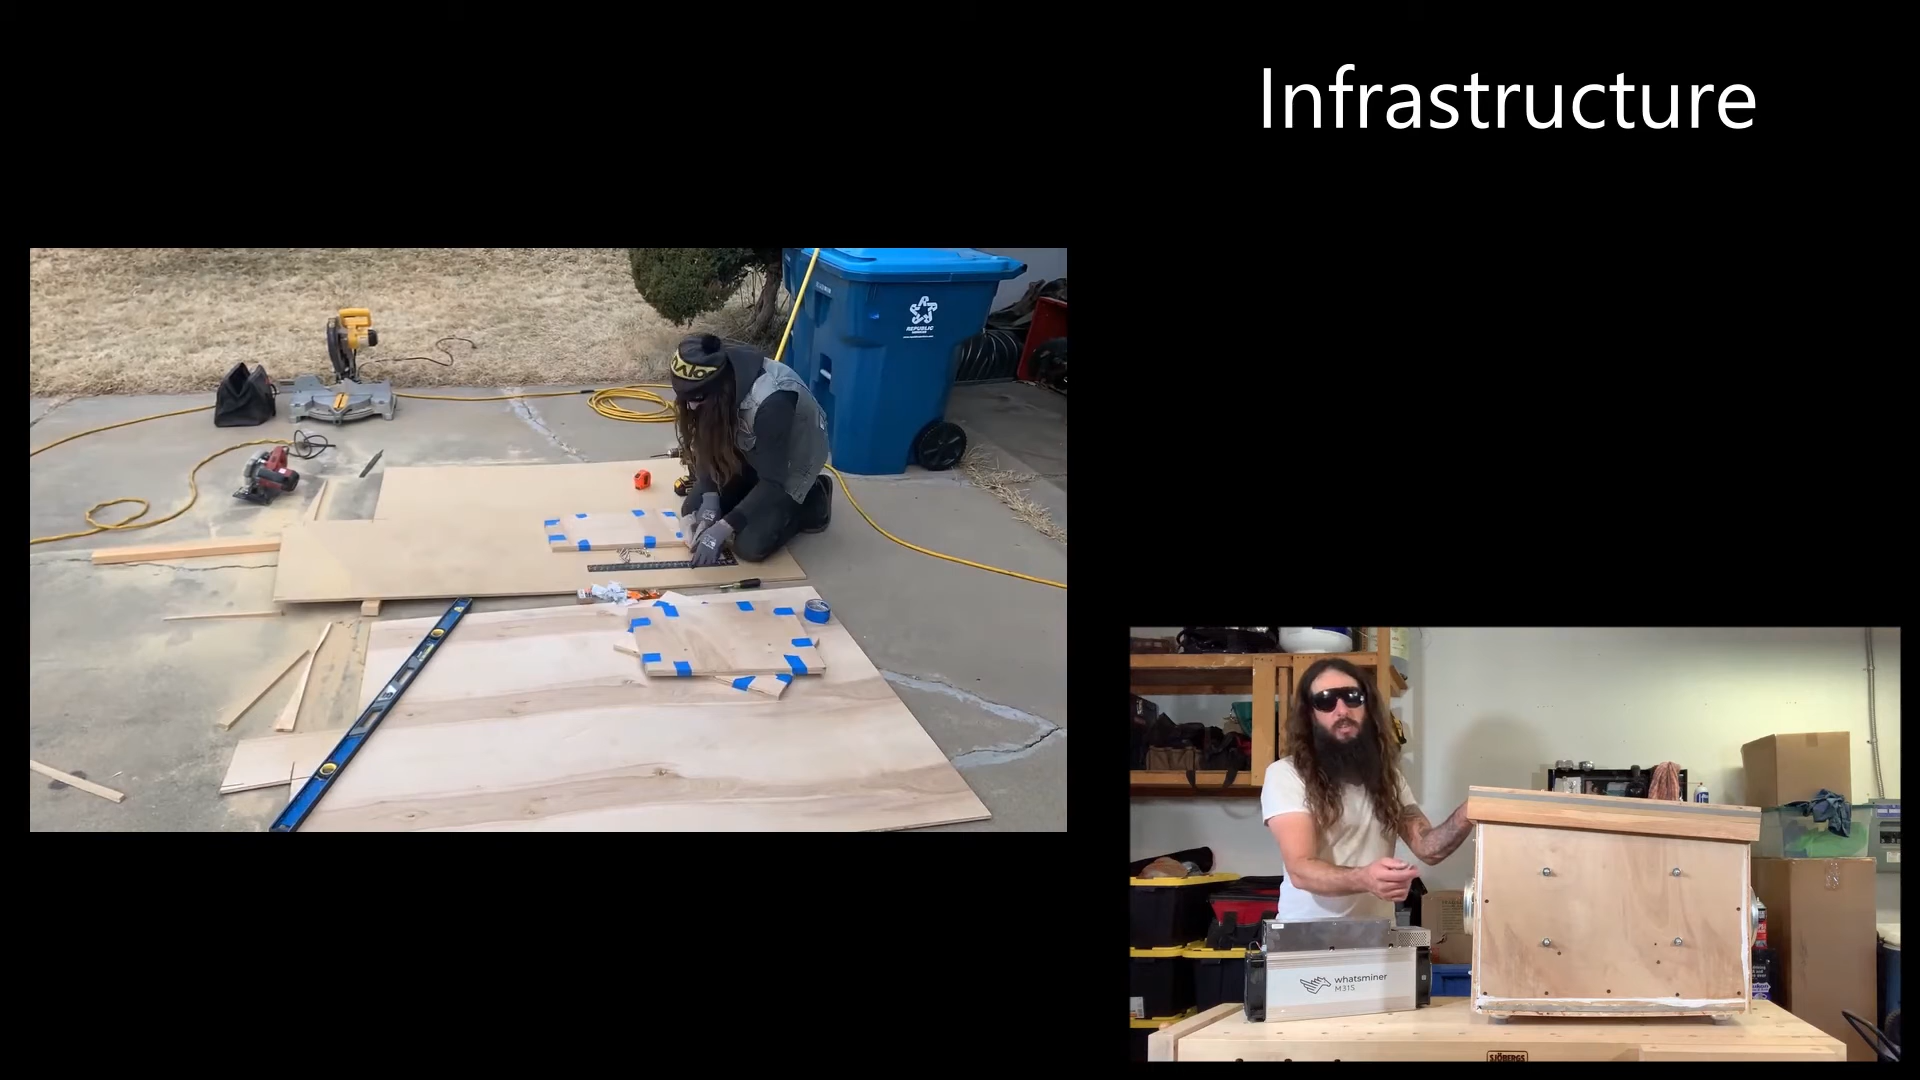 Infrastructure
REPUBLIC
whatsminer
M31S
SJÖBERGS